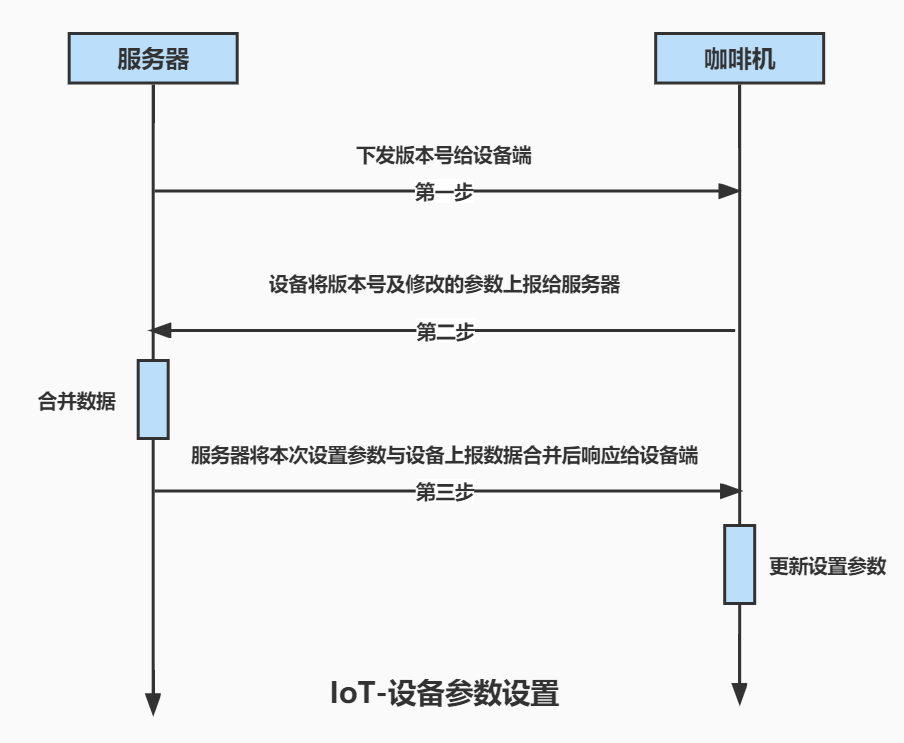 服务器
咖啡机
下发版本号给设备端
第一步
设备将版本号及修改的参数上报给服务器
第二步
合并数据
服务器将本次设置参数与设备上报数据合并后响应给设备端
第三步
更新设置参数
IoT-设备参数设置